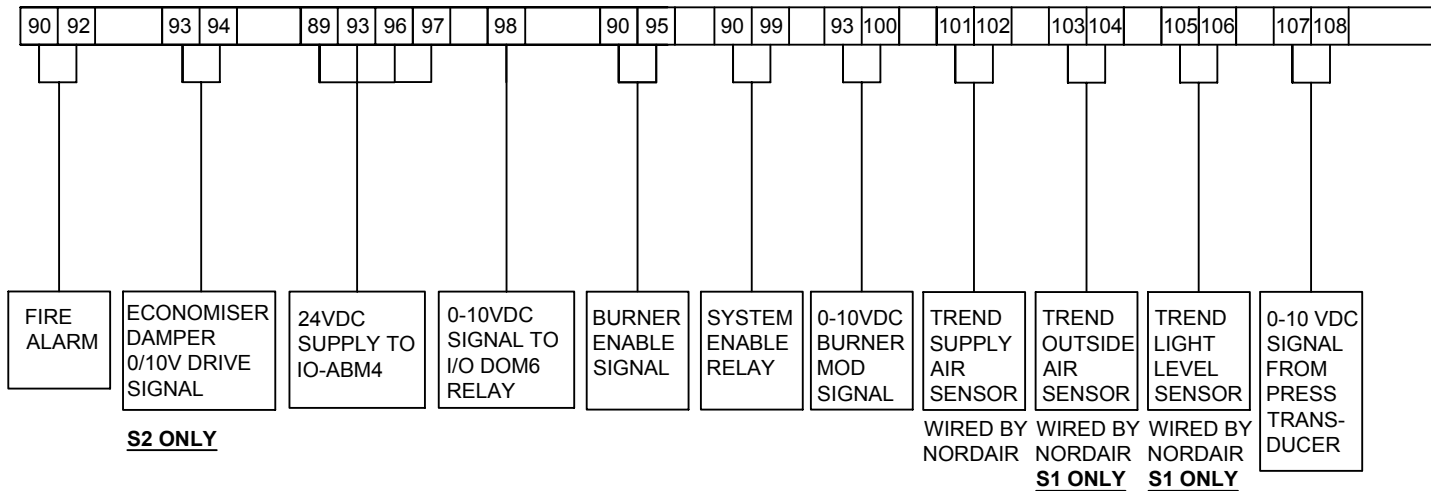 90 92 93 94 89 93 96 97 98 90 95 90 99 93 100 101 102 103 104 105 106 107 108
FIRE
ALARM
ECONOMISER
DAMPER
0/10V DRIVE
SIGNAL
S2 ONLY
24VDC
SUPPLY TO
IO-ABM4
0-10VDC
SIGNAL TO
I/O DOM6
RELAY
BURNER
ENABLE
SIGNAL
SYSTEM
ENABLE
RELAY
0-10VDC
BURNER
MOD
SIGNAL
TREND
SUPPLY
AIR
SENSOR
WIRED BY
NORDAIR
TREND
OUTSIDE
AIR
SENSOR
WIRED BY
NORDAIR
S1 ONLY
TREND
LIGHT
LEVEL
SENSOR
WIRED BY
NORDAIR
S1 ONLY
0-10 VDC
SIGNAL
FROM
PRESS
TRANS-
DUCER